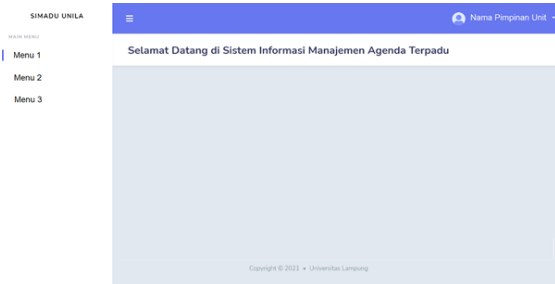 SIMADU UNILA
Nama Pimpinan Unit
MAIN MENU
Menu 1
Menu 2
Menu 3
Selamat Datang di Sistem Informasi Manajemen Agenda Terpadu
Copyright © 2021 • Universitas Lampung